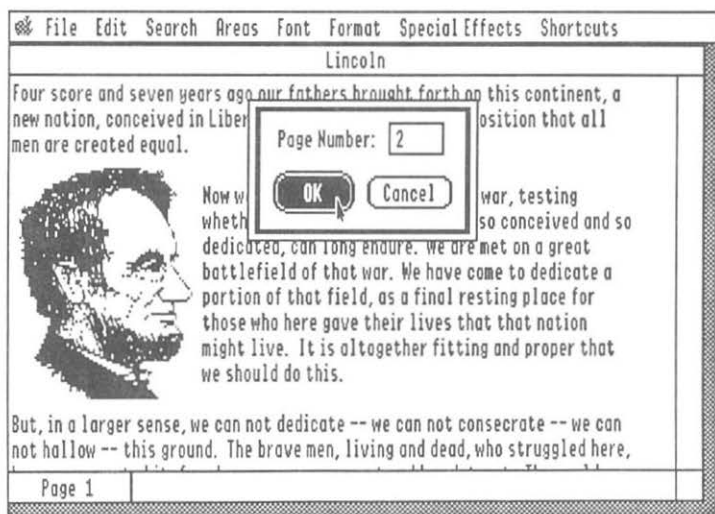 File Edit Search Areas Font Format Special Effects Shortcuts
Lincoln
Four score and seven years ago our fathers brought forth on this continent, a
new nation, conceived in Liber osition that all
men are created equal.
Page Number: 2
OK Cancel
Now w war, testing
wheth so conceived and so
dedicated, can long endure. We are met on a great
battlefield of that war. We have come to dedicate a
portion of that field, as a final resting place for
those who here gave their lives that that nation
might live. It is altogether fitting and proper that
we should do this.
But, in a larger sense, we can not dedicate -- we can not consecrate -- we can
not hallow -- this ground. The brave men, living and dead, who struggled here,
Page 1